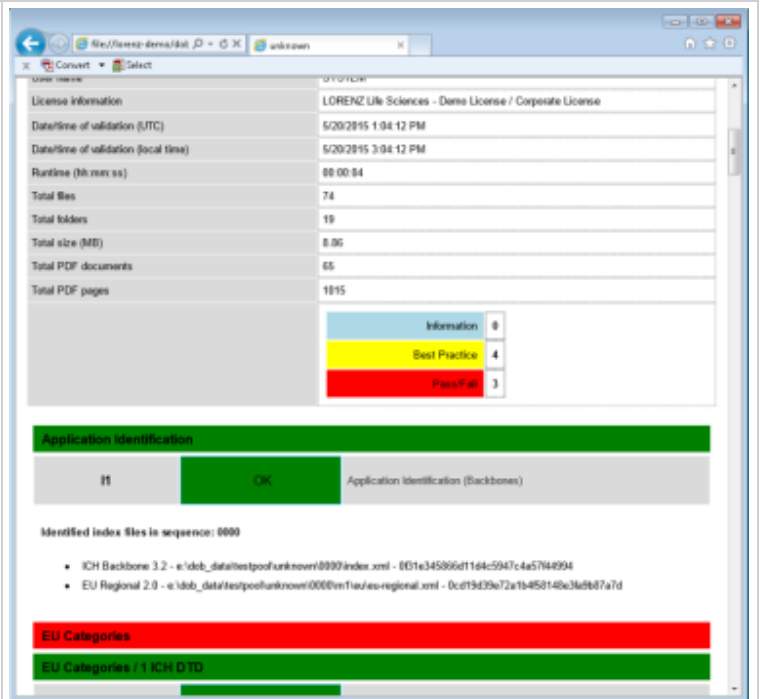 file://lorenz-demo/dob
unknown
x Convert Select
User name SYSTEM
License information LORENZ Life Sciences - Demo License / Corporate License
Date/time of validation (UTC) 5/20/2015 1:04:12 PM
Date/time of validation (local time) 5/20/2015 3:04:12 PM
Runtime (hh:mm:ss) 00:00:04
Total files 74
Total folders 19
Total size (MB) 8.06
Total PDF documents 65
Total PDF pages 1015
Information 0
Best Practice 4
Pass/Fail 3
Application Identification
I1 OK Application Identification (Backbones)
Identified index files in sequence: 0000
• ICH Backbone 3.2 - e:\dob_data\testpool\unknown\0000\index.xml -
• EU Regional 2.0 - e:\dob_data\testpool\unknown\0000\m1\eu\eu-regional.xml -
EU Categories
EU Categories / 1 ICH DTD